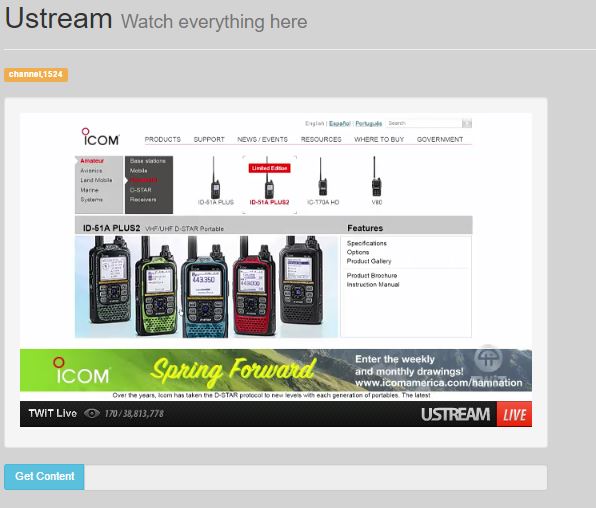 Ustream Watch everything here
channel,1524
English | Español | Português Search
ICOM
PRODUCTS SUPPORT NEWS / EVENTS RESOURCES WHERE TO BUY GOVERNMENT
Amateur
Avionics
Land Mobile
Marine
Systems
Base stations
Mobile
D-STAR
Receivers
Limited Edition
ID-51A PLUS ID-51A PLUS2 IC-T70A HD V80
ID-51A PLUS2 VHF/UHF D-STAR Portable
Features
Specifications
Options
Product Gallery
Product Brochure
Instruction Manual
443.350
ICOM
Spring Forward
Enter the weekly
and monthly drawings!
www.icomamerica.com/hamnation
TWiT
Over the years, Icom has taken the D-STAR protocol to new levels with each generation of portables. The latest
TWiT Live 170 / 38,813,778
USTREAM LIVE
Get Content